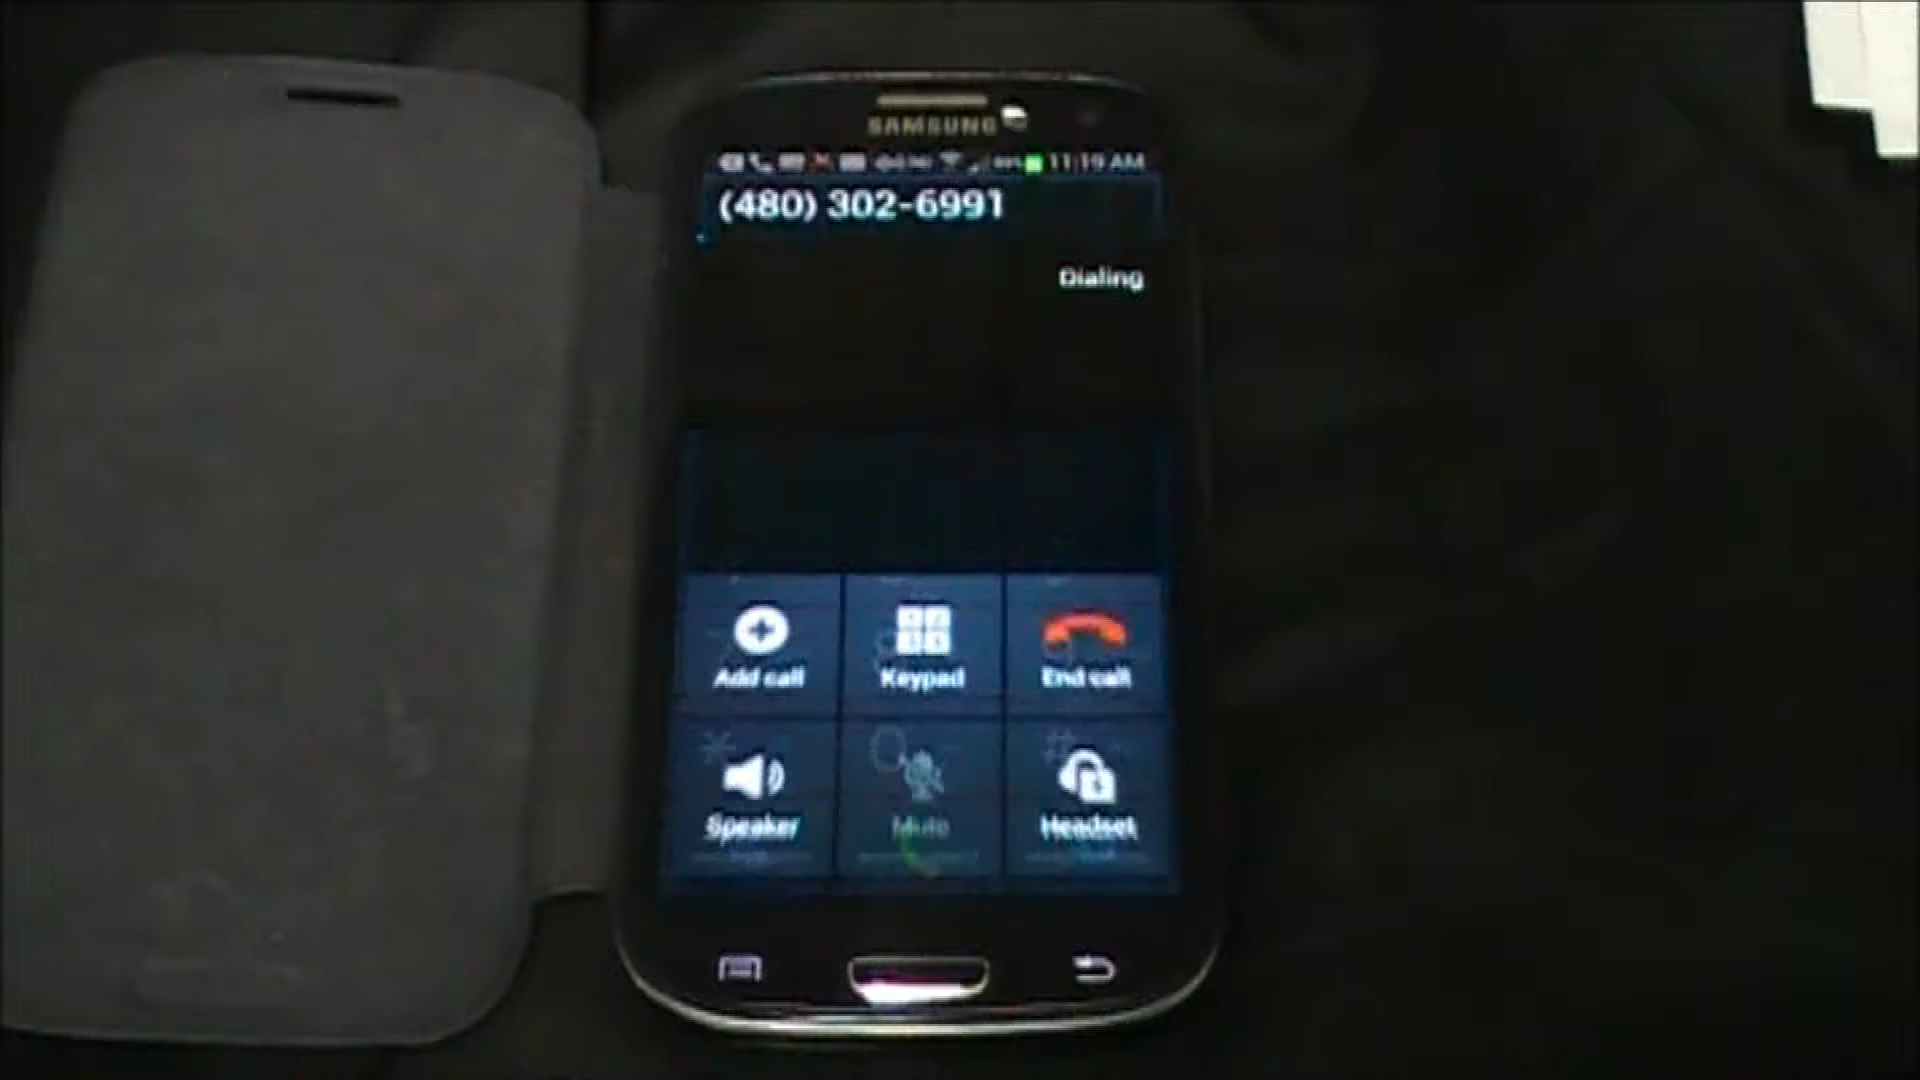 SAMSUNG
11:19 AM
(480) 302-6991
Dialing
Add call Keypad End call
Speaker Mute Headset